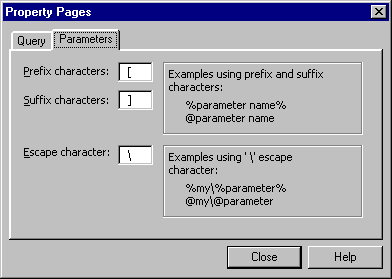 Property Pages
Query
Parameters
Prefix characters: [
Suffix characters: ]
Examples using prefix and suffix
characters:
%parameter name%
@parameter name
Escape character: \
Examples using '\' escape
character:
%my\%parameter%
@my\@parameter
Close
Help